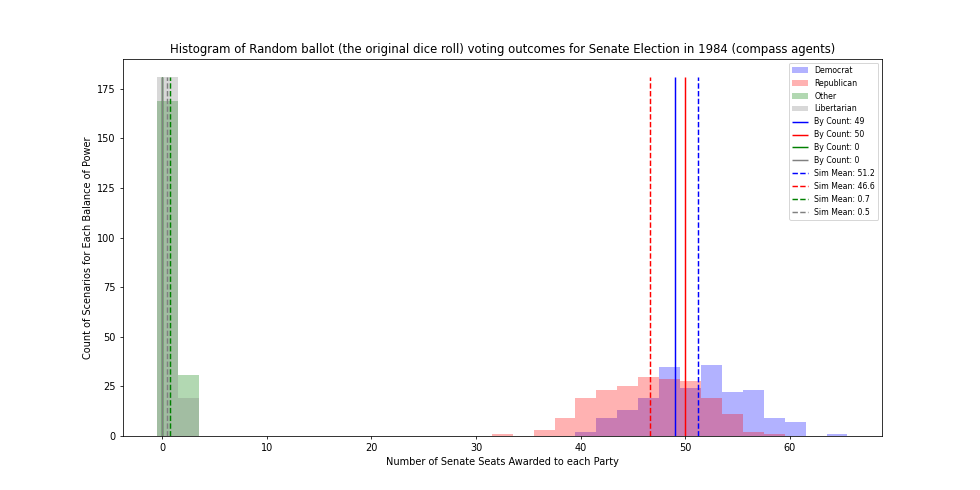 Histogram of Random ballot (the original dice roll) voting outcomes for Senate Election in 1984 (compass agents)
Democrat
Republican
Other
Libertarian
By Count: 49
By Count: 50
By Count: 0
By Count: 0
Sim Mean: 51.2
Sim Mean: 46.6
Sim Mean: 0.7
Sim Mean: 0.5
Count of Scenarios for Each Balance of Power
175
150
125
100
75
50
25
0
0 10 20 30 40 50 60
Number of Senate Seats Awarded to each Party